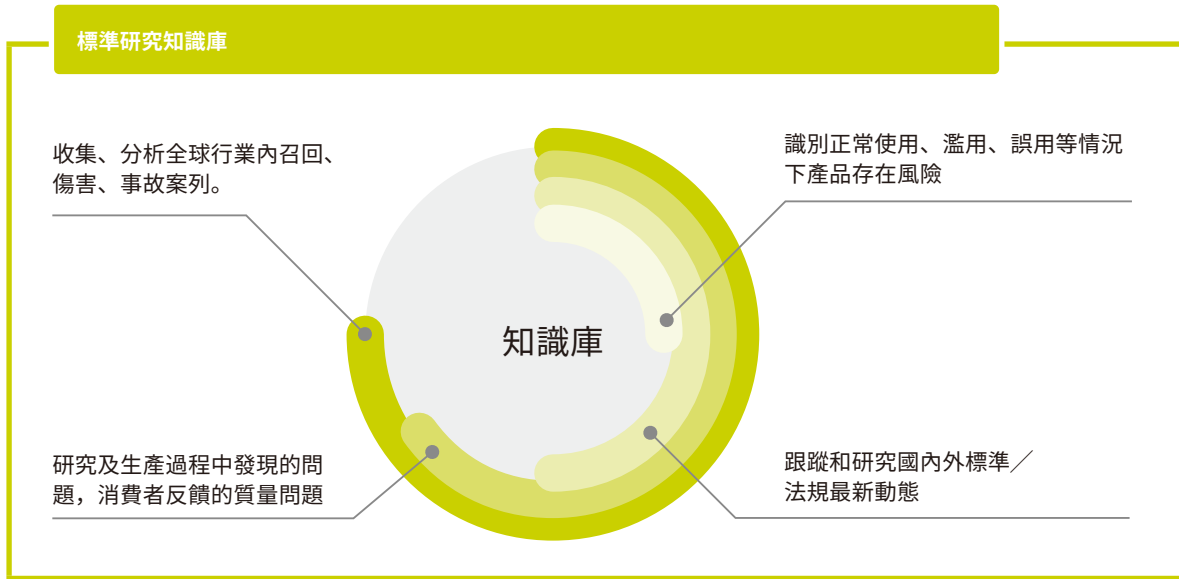 標準研究知識庫
收集、分析全球行業內召回、
傷害、事故案列。
識別正常使用、濫用、誤用等情況
下產品存在風險
知識庫
研究及生產過程中發現的問
題，消費者反饋的質量問題
跟蹤和研究國內外標準／
法規最新動態